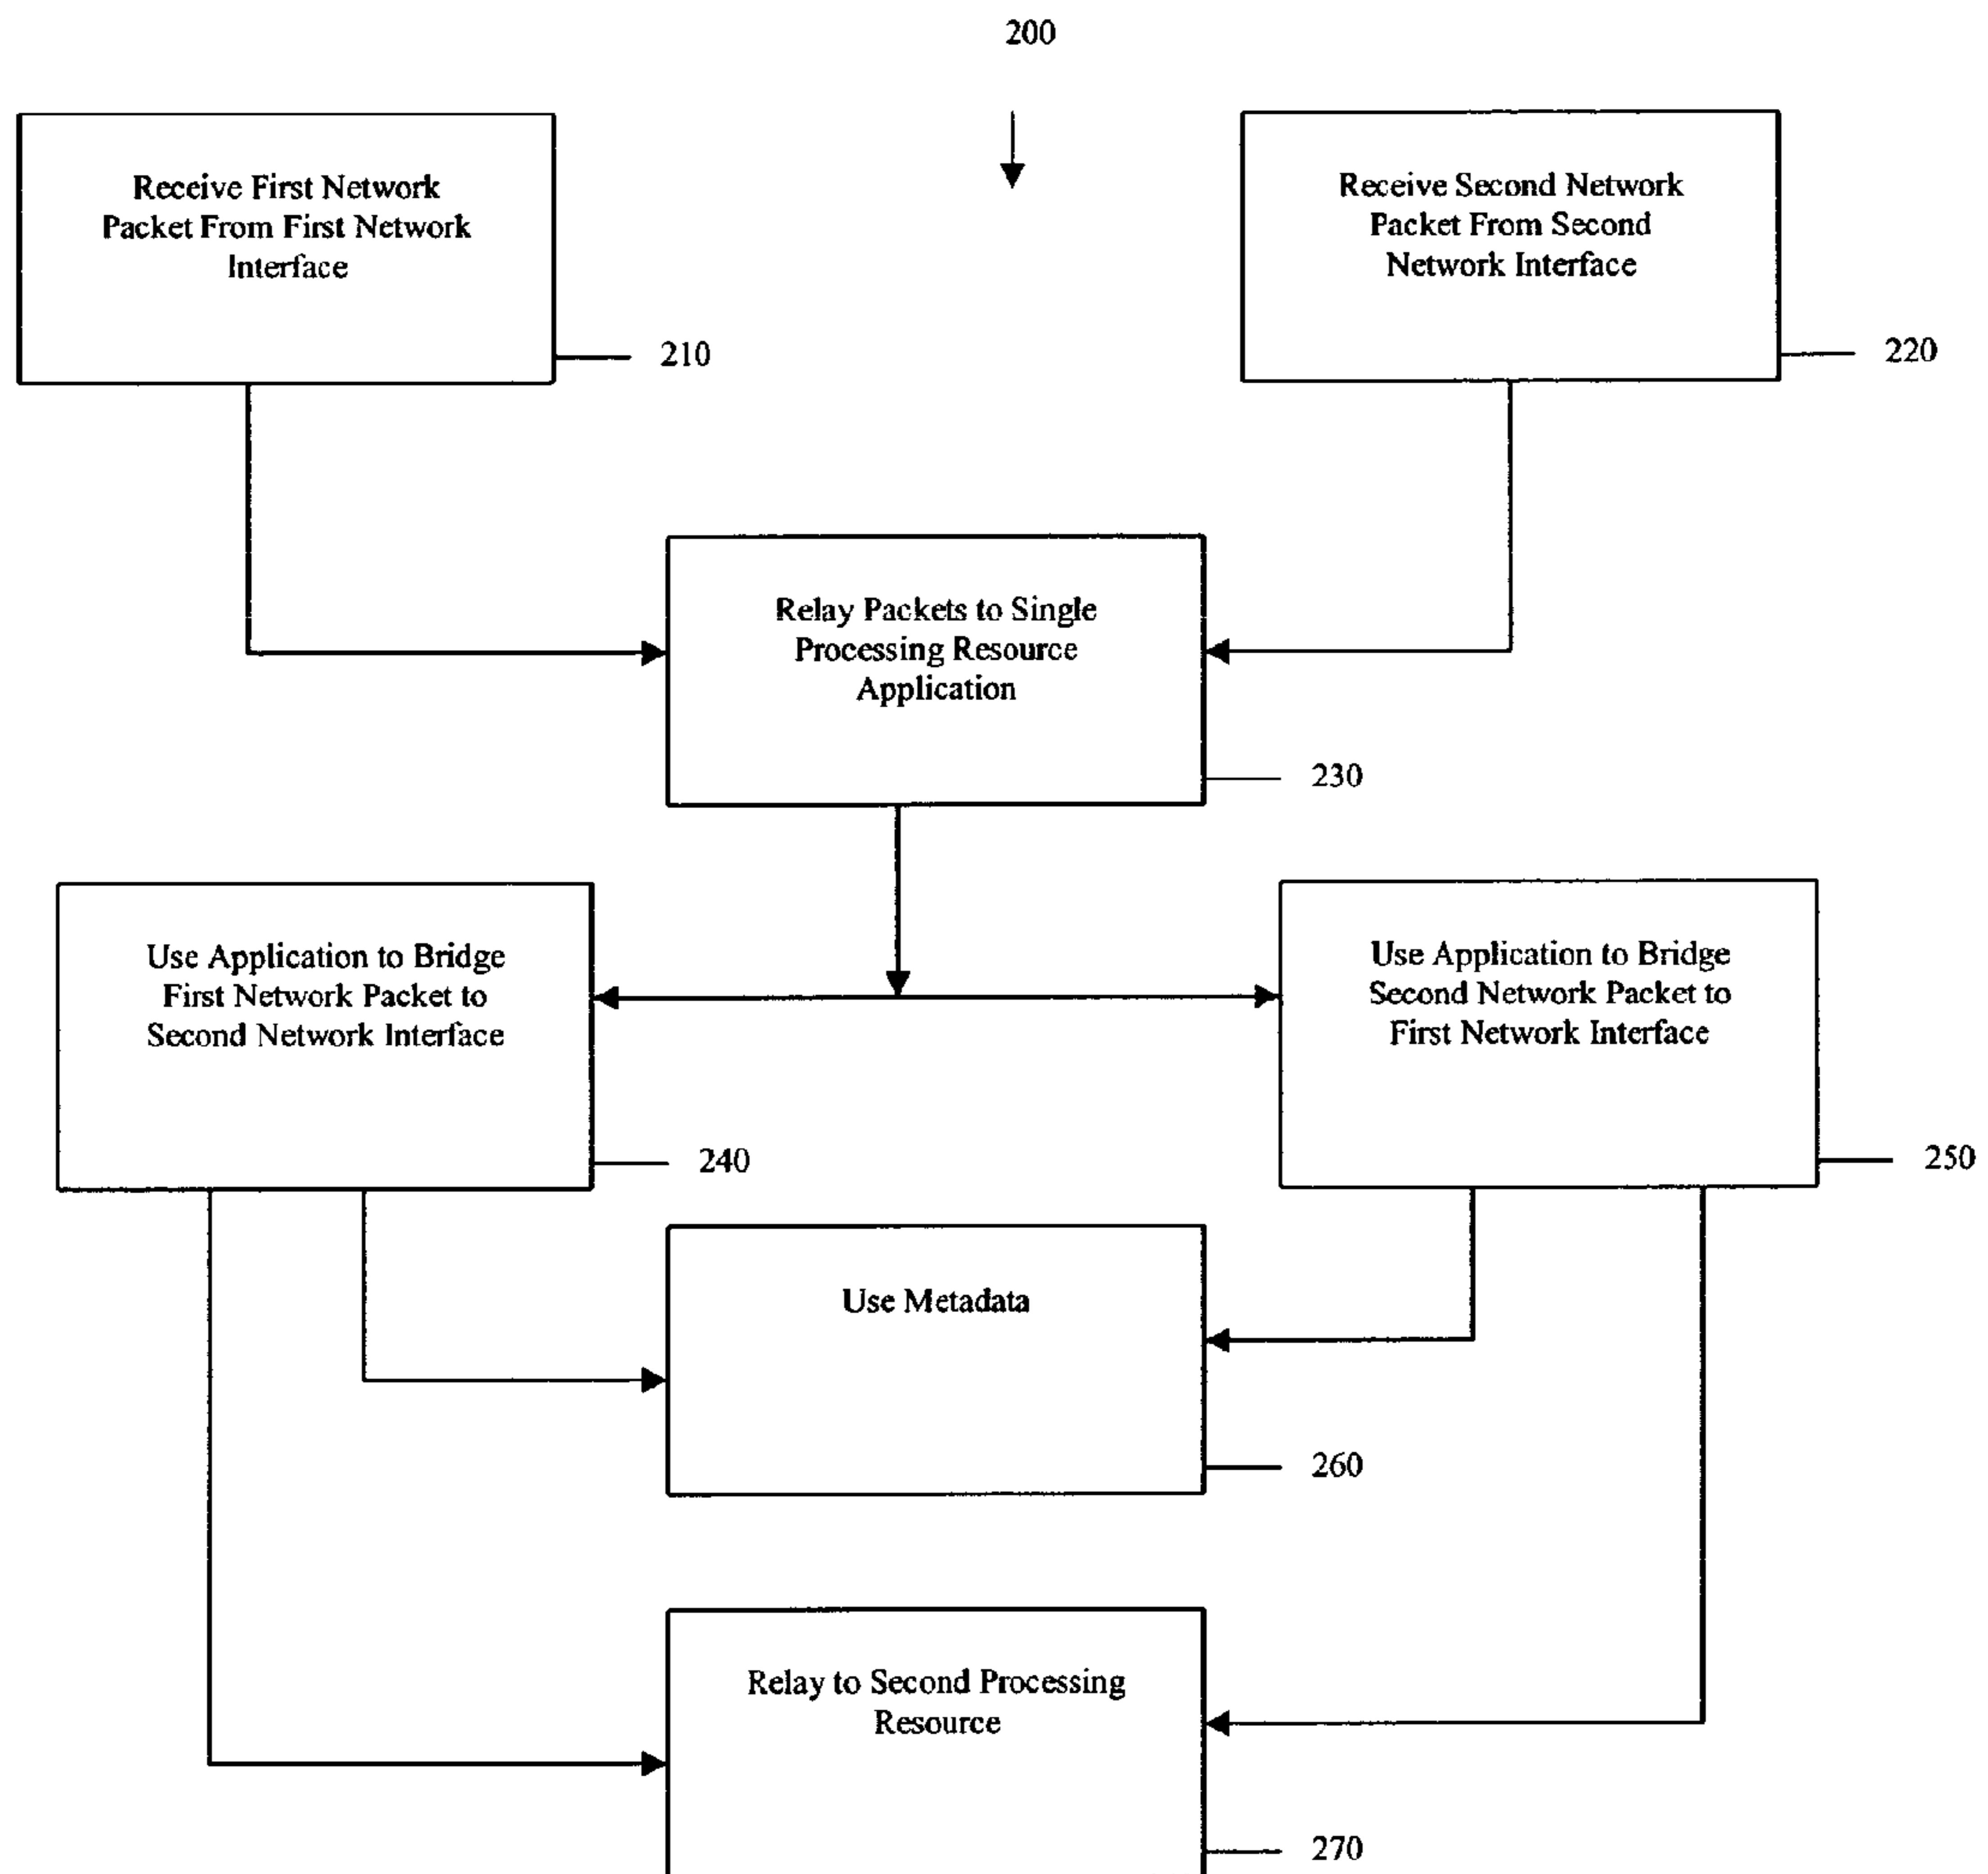 200
Receive First Network
Packet From First Network
Interface
210
Receive Second Network
Packet From Second
Network Interface
220
Relay Packets to Single
Processing Resource
Application
230
Use Application to Bridge
First Network Packet to
Second Network Interface
240
Use Application to Bridge
Second Network Packet to
First Network Interface
250
Use Metadata
260
Relay to Second Processing
Resource
270